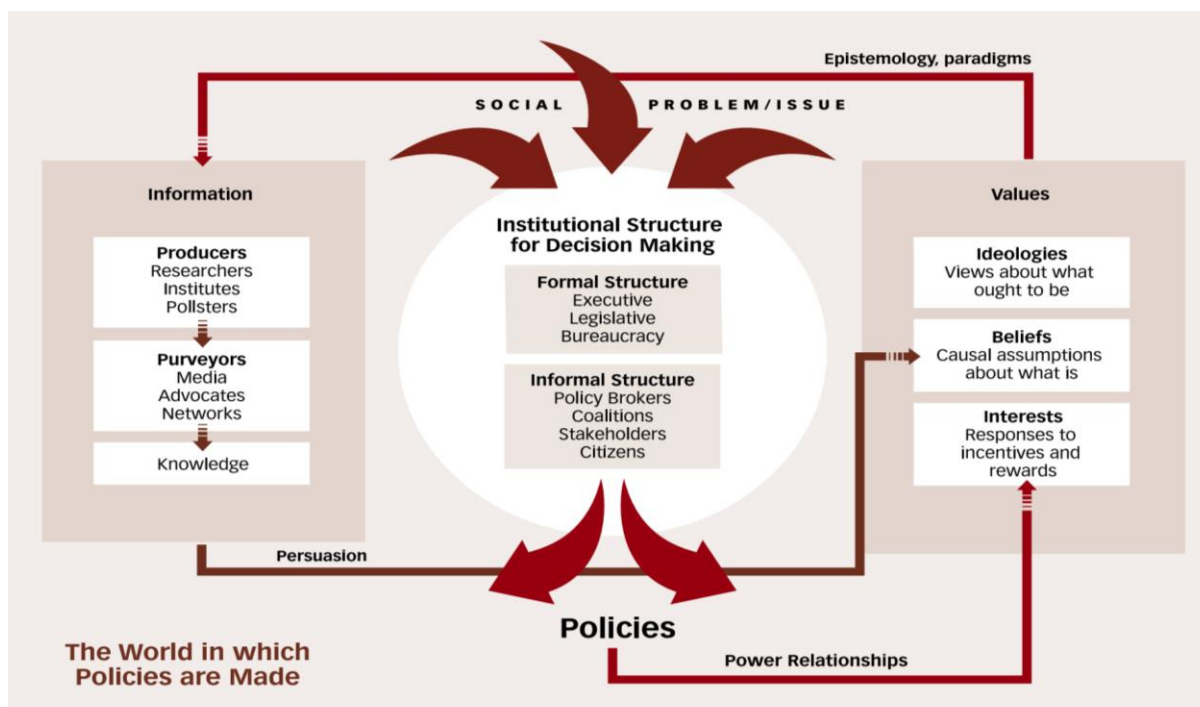 Epistemology, paradigms
SOCIAL PROBLEM/ISSUE
Information
Producers
Researchers
Institutes
Pollsters
Purveyors
Media
Advocates
Networks
Knowledge
Institutional Structure
for Decision Making
Formal Structure
Executive
Legislative
Bureaucracy
Informal Structure
Policy Brokers
Coalitions
Stakeholders
Citizens
Values
Ideologies
Views about what
ought to be
Beliefs
Causal assumptions
about what is
Interests
Responses to
incentives and
rewards
Persuasion
Policies
Power Relationships
The World in which
Policies are Made